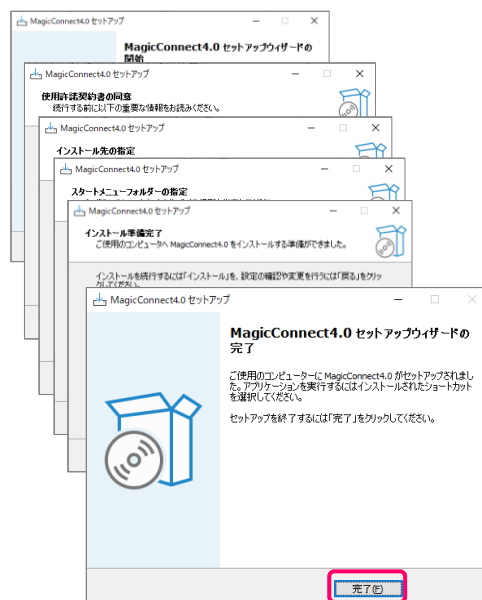 MagicConnect4.0 セットアップ
MagicConnect4.0 セットアップウィザードの
開始
MagicConnect4.0 セットアップ
使用許諾契約書の同意
続行する前に以下の重要な情報をお読みください。
MagicConnect4.0 セットアップ
インストール先の指定
MagicConnect4.0 セットアップ
スタートメニューフォルダーの指定
MagicConnect4.0 セットアップ
インストール準備完了
ご使用のコンピュータへ MagicConnect4.0 をインストールする準備ができました。
インストールを続行するには「インストール」を、設定の確認や変更を行うには「戻る」をクリッ
クしてください。
MagicConnect4.0 セットアップ
MagicConnect4.0 セットアップウィザードの
完了
ご使用のコンピューターに MagicConnect4.0 がセットアップされまし
た。アプリケーションを実行するにはインストールされたショートカット
を選択してください。
セットアップを終了するには「完了」をクリックしてください。
完了(F)